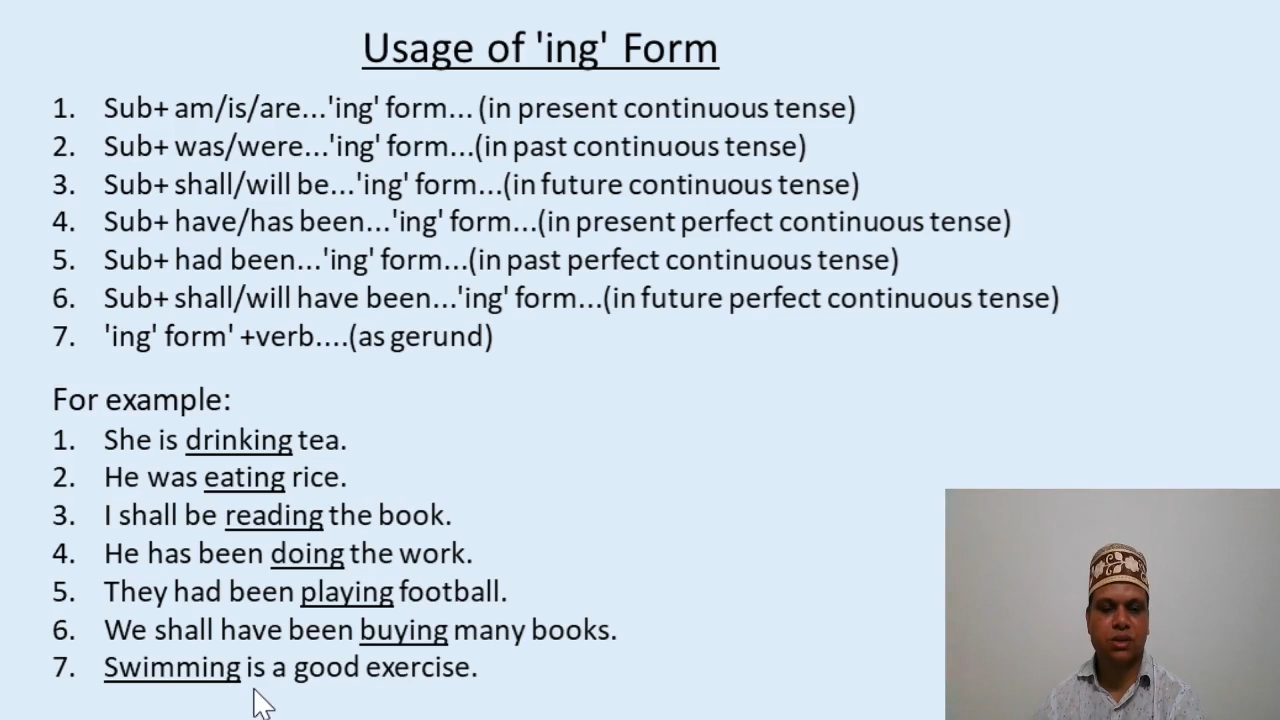 Usage of 'ing' Form
1. Sub+ am/is/are...'ing' form... (in present continuous tense)
2. Sub+ was/were...'ing' form...(in past continuous tense)
3. Sub+ shall/will be...'ing' form...(in future continuous tense)
4. Sub+ have/has been...'ing' form...(in present perfect continuous tense)
5. Sub+ had been...'ing' form...(in past perfect continuous tense)
6. Sub+ shall/will have been...'ing' form...(in future perfect continuous tense)
7. 'ing' form' +verb....(as gerund)
For example:
1. She is drinking tea.
2. He was eating rice.
3. I shall be reading the book.
4. He has been doing the work.
5. They had been playing football.
6. We shall have been buying many books.
7. Swimming is a good exercise.